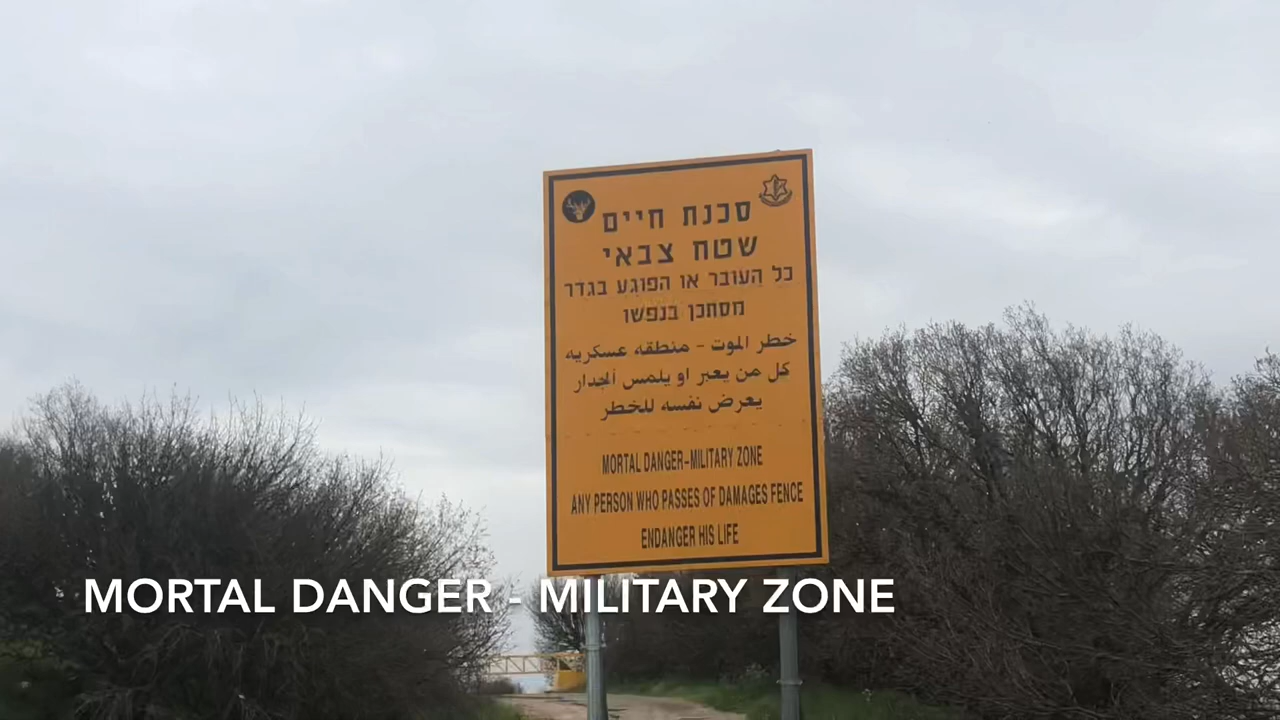 סכנת חיים
שטח צבאי
כל העובר או הפוגע בגדר
מסתכן בנפשו
خطر الموت - منطقه عسكريه
كل من يعبر او يلمس ألجدار
يعرض نفسه للخطر
MORTAL DANGER-MILITARY ZONE
ANY PERSON WHO PASSES OF DAMAGES FENCE
ENDANGER HIS LIFE
MORTAL DANGER - MILITARY ZONE